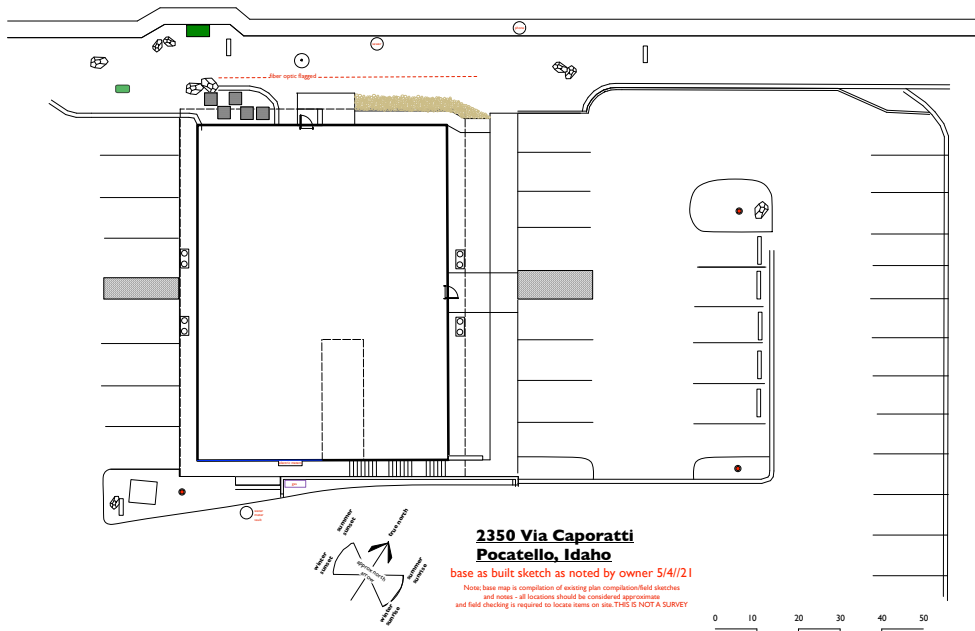 fiber optic flagged
gas
summer
sunset
true north
winter
sunset
approx north
arrow
summer
sunrise
winter
sunrise
2350 Via Caporatti
Pocatello, Idaho
base as built sketch as noted by owner 5/4//21
Note; base map is compilation of existing plan compilation/field sketches
and notes - all locations should be considered approximate
and field checking is required to locate items on site. THIS IS NOT A SURVEY
0 10 20 30 40 50